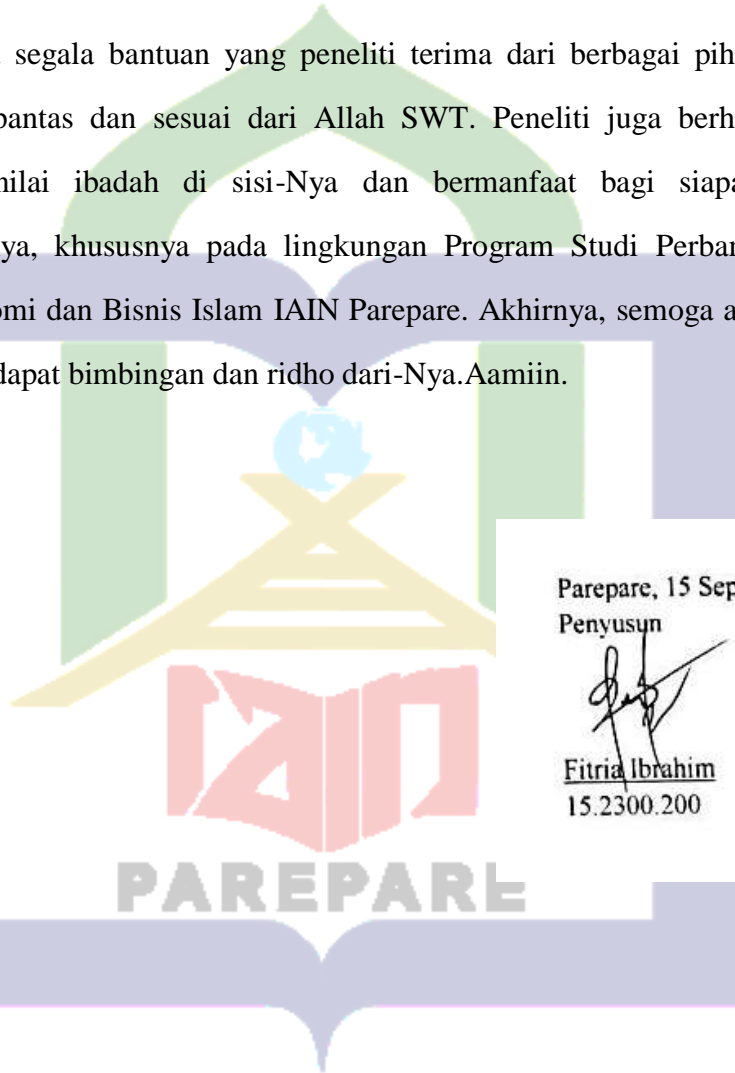 segala bantuan yang peneliti terima dari berbagai pih
pantas dan sesuai dari Allah SWT. Peneliti juga berh
nilai ibadah di sisi-Nya dan bermanfaat bagi siapa
ya, khususnya pada lingkungan Program Studi Perban
omi dan Bisnis Islam IAIN Parepare. Akhirnya, semoga a
dapat bimbingan dan ridho dari-Nya.Aamiin.
Parepare, 15 Sep
Penyusun
Fitria Ibrahim
15.2300.200
IAIN
PAREPARE